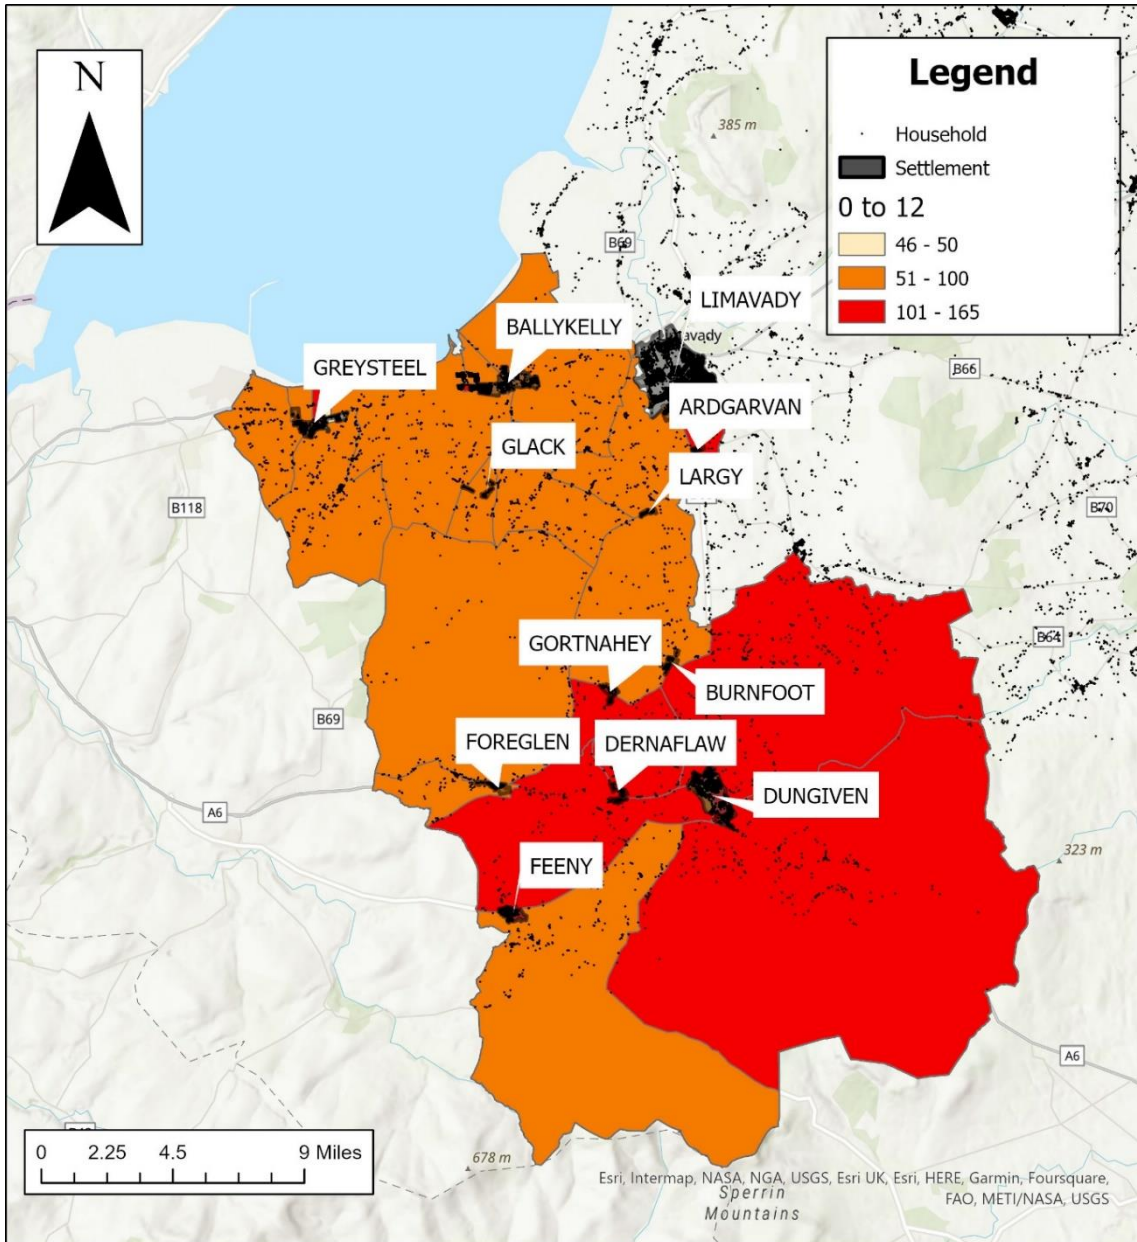 N
Legend
Household
Settlement
0 to 12
46 - 50
51 - 100
101 - 165
385 m
B69
LIMAVADY
BALLYKELLY
GREYSTEEL
B66
ARDGARVAN
GLACK
LARGY
B118
B70
GORTNAHEY
B64
BURNFOOT
B69
FOREGLEN
DERNAFLAW
DUNGIVEN
A6
323 m
FEENY
A6
0 2.25 4.5 9 Miles
678 m
Esri, Intermap, NASA, NGA, USGS, Esri UK, Esri, HERE, Garmin, Foursquare,
FAO, METI/NASA, USGS
Sperrin
Mountains